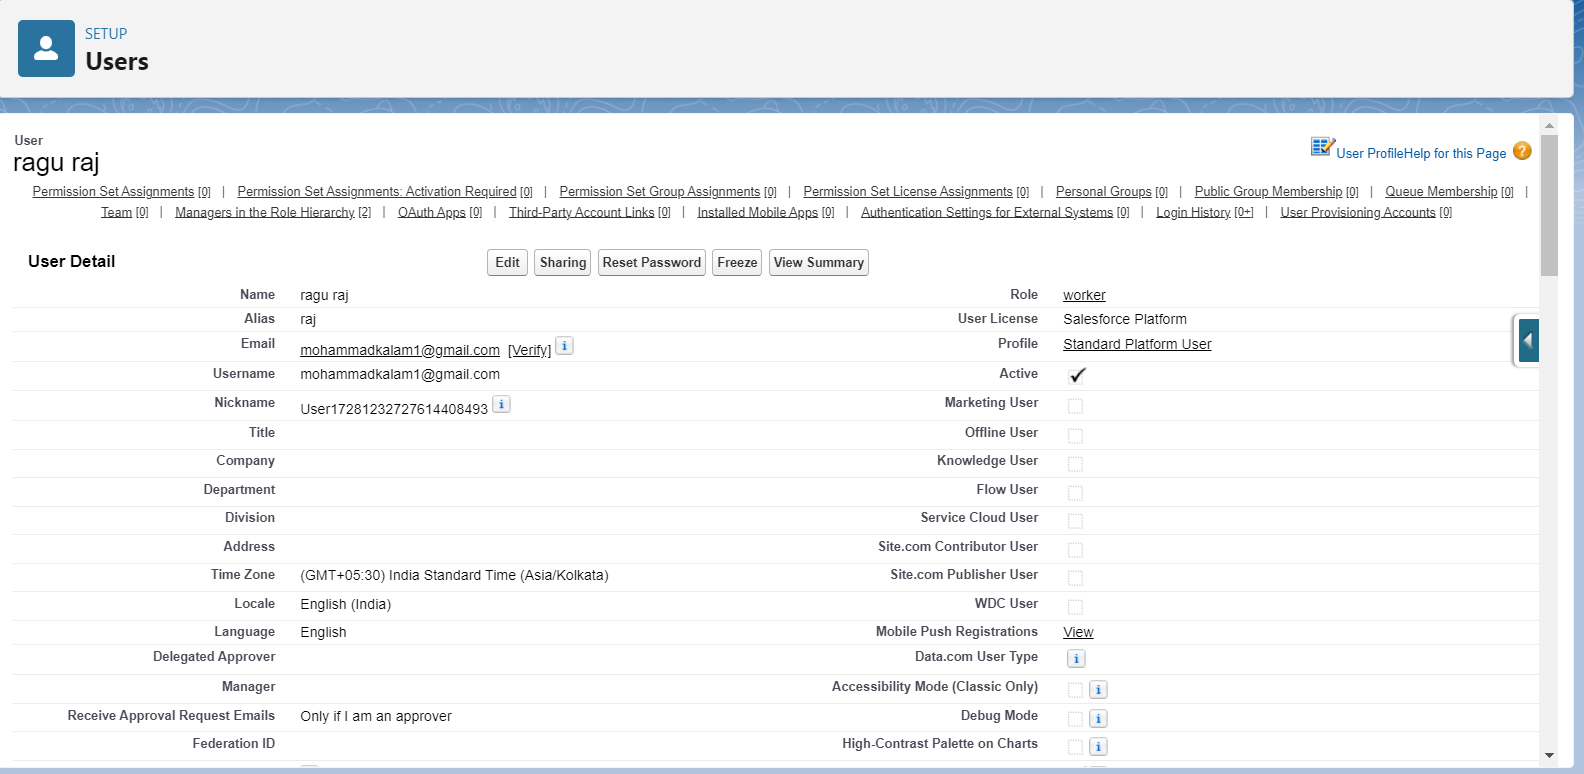 SETUP
Users
User
ragu raj
User Profile Help for this Page
Permission Set Assignments [0] | Permission Set Assignments: Activation Required [0] | Permission Set Group Assignments [0] | Permission Set License Assignments [0] | Personal Groups [0] | Public Group Membership [0] | Queue Membership [0] |
Team [0] | Managers in the Role Hierarchy [2] | OAuth Apps [0] | Third-Party Account Links [0] | Installed Mobile Apps [0] | Authentication Settings for External Systems [0] | Login History [0+] | User Provisioning Accounts [0]
User Detail Edit Sharing Reset Password Freeze View Summary
Name ragu raj Role worker
Alias raj User License Salesforce Platform
Email mohammadkalam1@gmail.com [Verify] i Profile Standard Platform User
Username mohammadkalam1@gmail.com Active
Nickname User17281232727614408493 i Marketing User
Title Offline User
Company Knowledge User
Department Flow User
Division Service Cloud User
Address Site.com Contributor User
Time Zone (GMT+05:30) India Standard Time (Asia/Kolkata) Site.com Publisher User
Locale English (India) WDC User
Language English Mobile Push Registrations View
Delegated Approver Data.com User Type i
Manager Accessibility Mode (Classic Only) i
Receive Approval Request Emails Only if I am an approver Debug Mode i
Federation ID High-Contrast Palette on Charts i